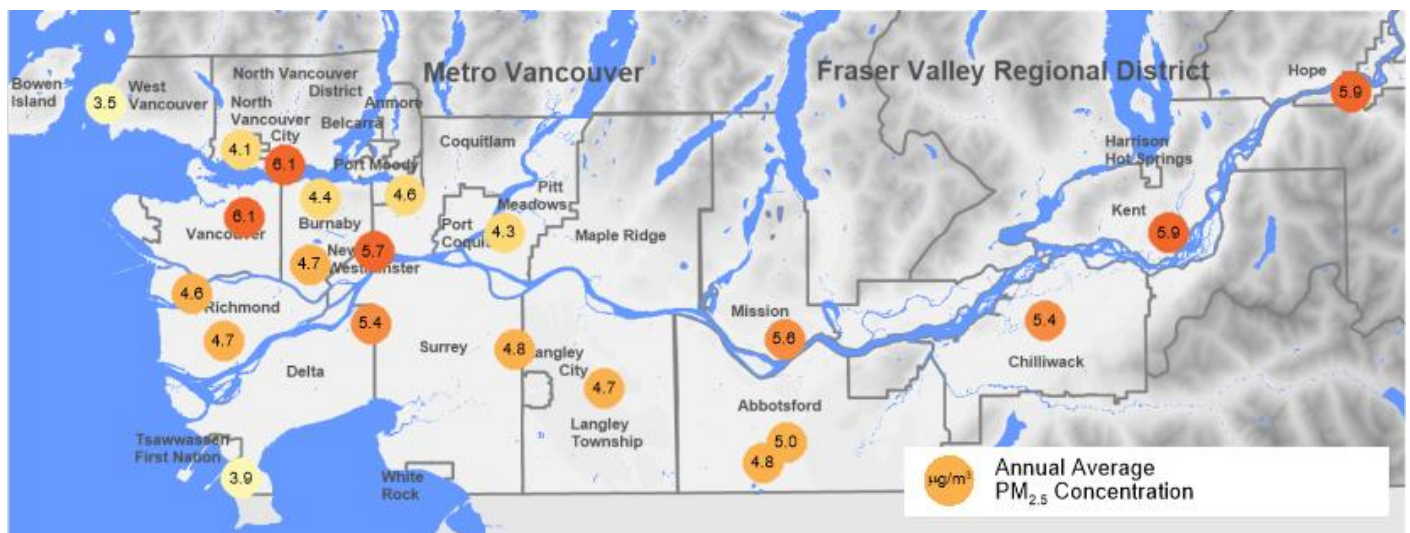 Metro Vancouver
Fraser Valley Regional District
Hope
5.9
Bowen
Island
3.5
West
Vancouver
North Vancouver
District
North
Vancouver
City
Anmore
Belcarra
4.1
6.1
Port Moody
Coquitlam
Harrison
Hot Springs
4.4
4.6
Pitt
Meadows
Burnaby
6.1
Vancouver
Port
4.3
Maple Ridge
Kent
5.9
New
Westminster
5.7
4.7
4.6
Richmond
4.7
5.4
Surrey
4.8
Langley
City
4.7
Langley
Township
Mission
5.6
5.4
Chilliwack
Delta
Abbotsford
5.0
4.8
Tsawwassen
First Nation
3.9
White
Rock
µg/m³
Annual Average
PM2.5 Concentration